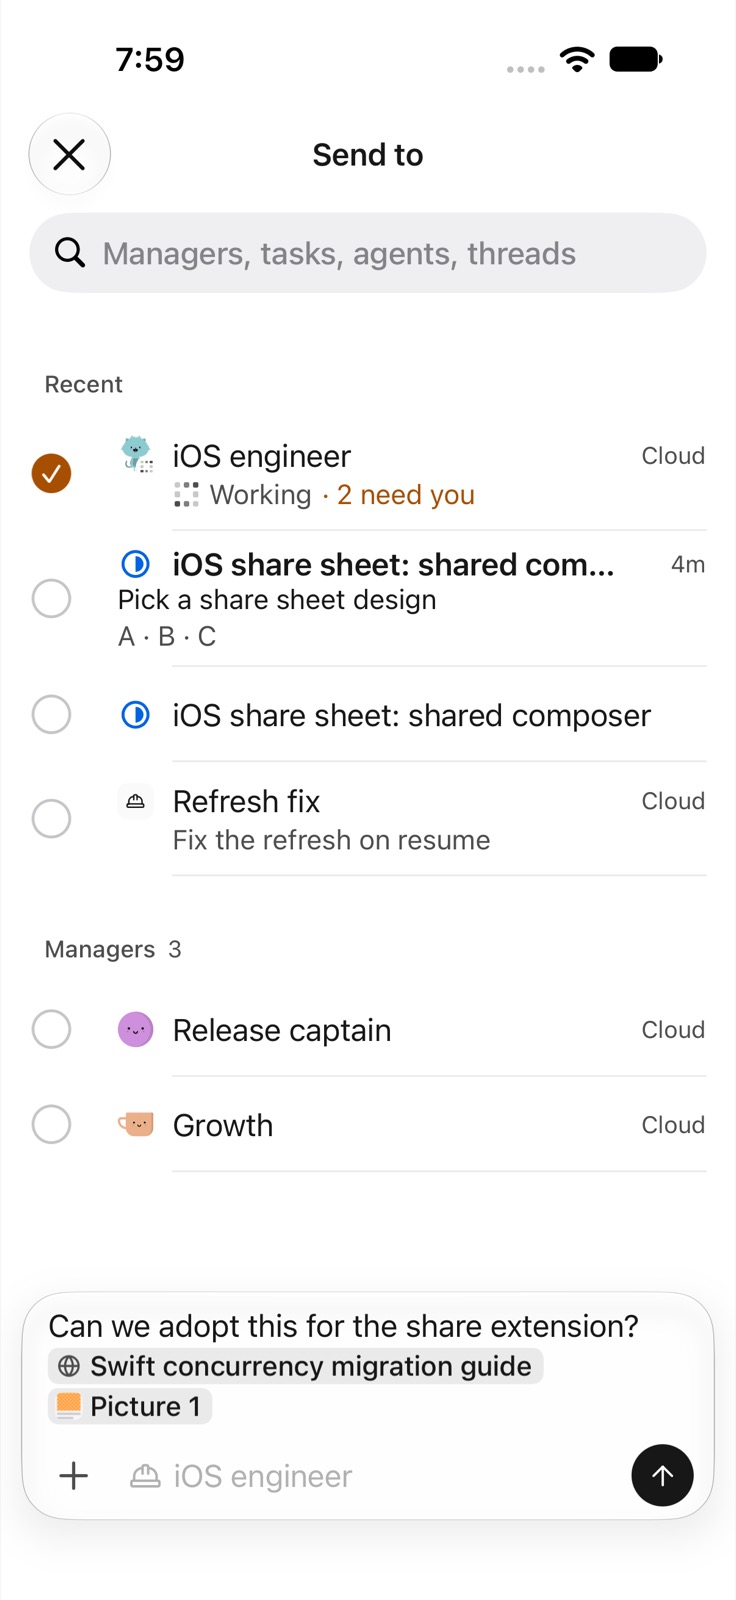 7:59
Send to
Managers, tasks, agents, threads
Recent
iOS engineer
Cloud
Working · 2 need you
iOS share sheet: shared com...
4m
Pick a share sheet design
A · B · C
iOS share sheet: shared composer
Refresh fix
Cloud
Fix the refresh on resume
Managers 3
Release captain
Cloud
Growth
Cloud
Can we adopt this for the share extension?
Swift concurrency migration guide
Picture 1
iOS engineer